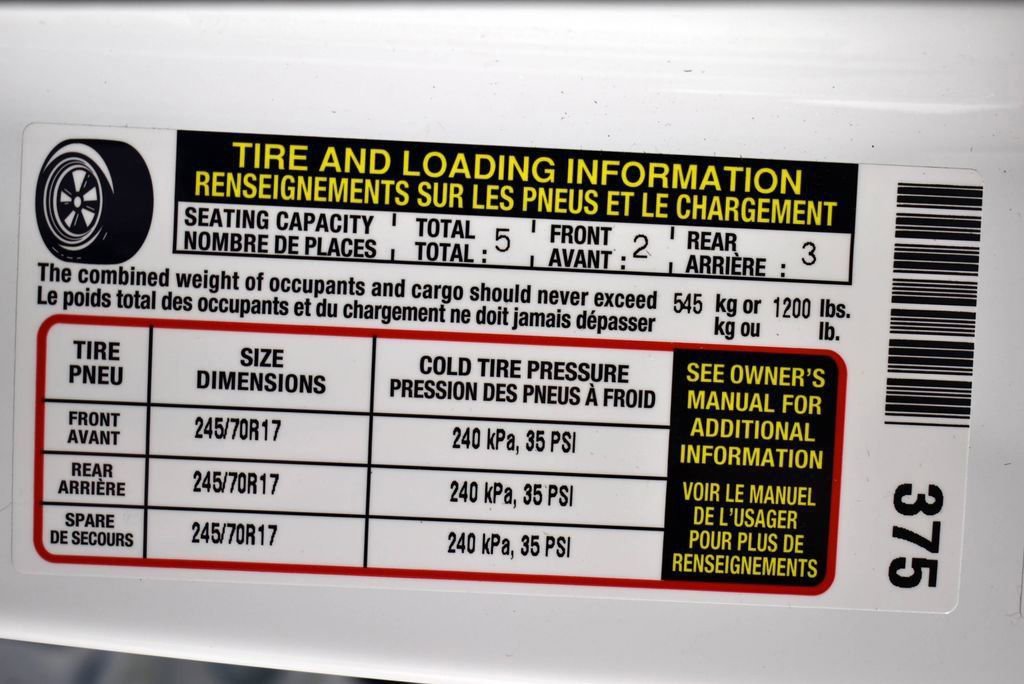 TIRE AND LOADING INFORMATION
RENSEIGNEMENTS SUR LES PNEUS ET LE CHARGEMENT
SEATING CAPACITY TOTAL 5 FRONT 2 REAR 3
NOMBRE DE PLACES TOTAL : AVANT : ARRIÈRE :
The combined weight of occupants and cargo should never exceed 545 kg or 1200 lbs.
Le poids total des occupants et du chargement ne doit jamais dépasser kg ou lb.
TIRE
PNEU
SIZE
DIMENSIONS
COLD TIRE PRESSURE
PRESSION DES PNEUS À FROID
FRONT
AVANT
245/70R17
240 kPa, 35 PSI
REAR
ARRIÈRE
245/70R17
240 kPa, 35 PSI
SPARE
DE SECOURS
245/70R17
240 kPa, 35 PSI
SEE OWNER'S
MANUAL FOR
ADDITIONAL
INFORMATION
VOIR LE MANUEL
DE L'USAGER
POUR PLUS DE
RENSEIGNEMENTS
375